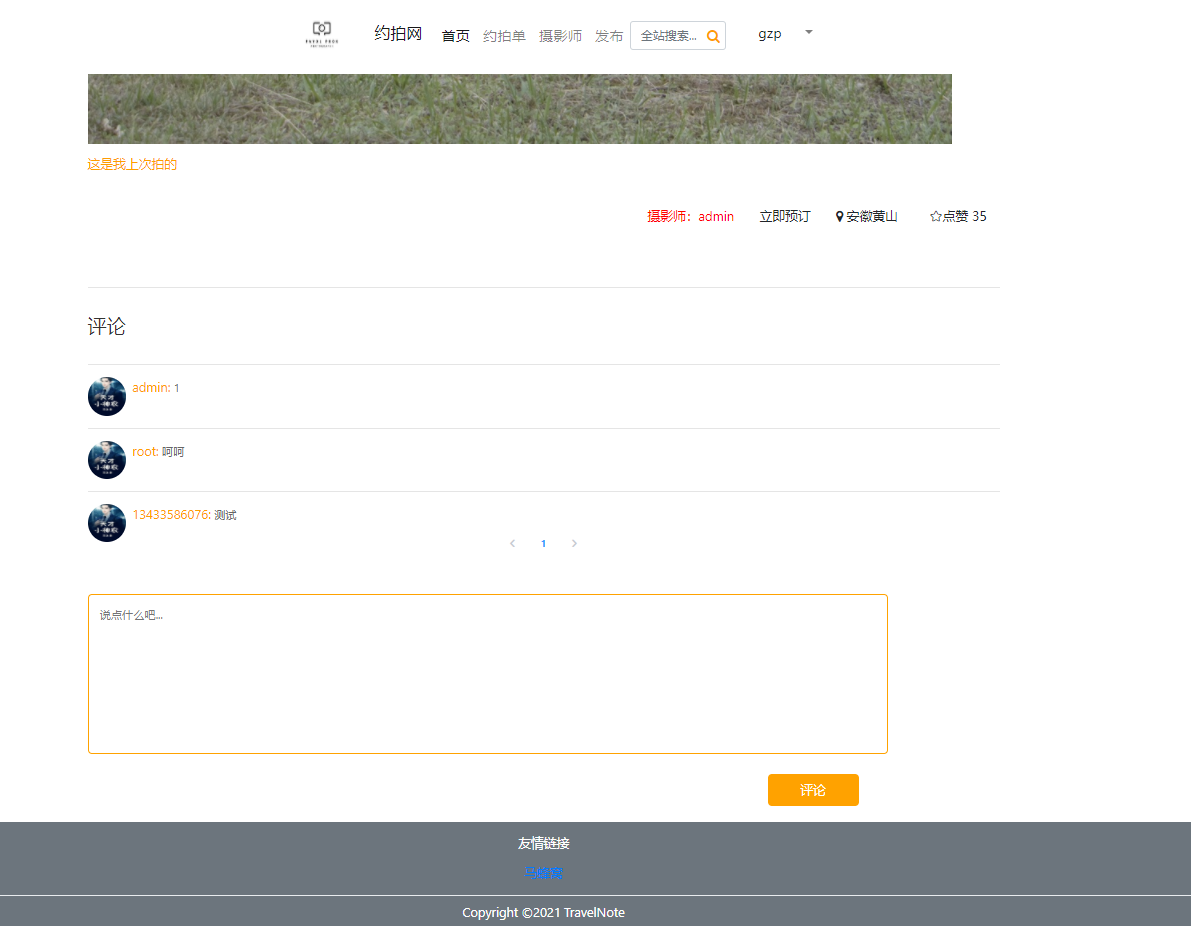 约拍网 首页 约拍单 摄影师 发布 全站搜索... gzp
这是我上次拍的
摄影师：admin 立即预订 安徽黄山 点赞 35
评论
admin: 1
root: 呵呵
13433586076: 测试
1
说点什么吧...
评论
友情链接
马蜂窝
Copyright ©2021 TravelNote